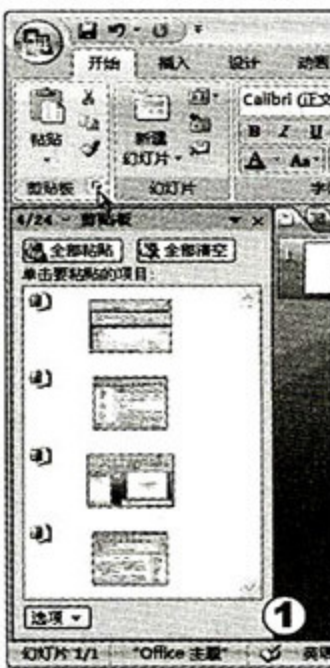 开始 插入 设计 动画
粘贴
新建
幻灯片
Calibri (正文
B I U
A Aa
剪贴板 幻灯片 字
4/24 - 剪贴板
全部粘贴 全部清空
单击要粘贴的项目:
选项
1
幻灯片 1/1 "Office 主题" 英语